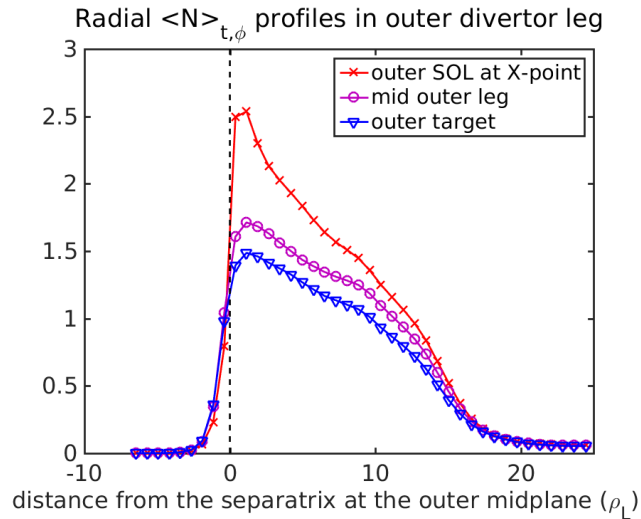 Radial <N>t,ϕ profiles in outer divertor leg
3
2.5
2
1.5
1
0.5
0
outer SOL at X-point
mid outer leg
outer target
-10 0 10 20
distance from the separatrix at the outer midplane (ρL)